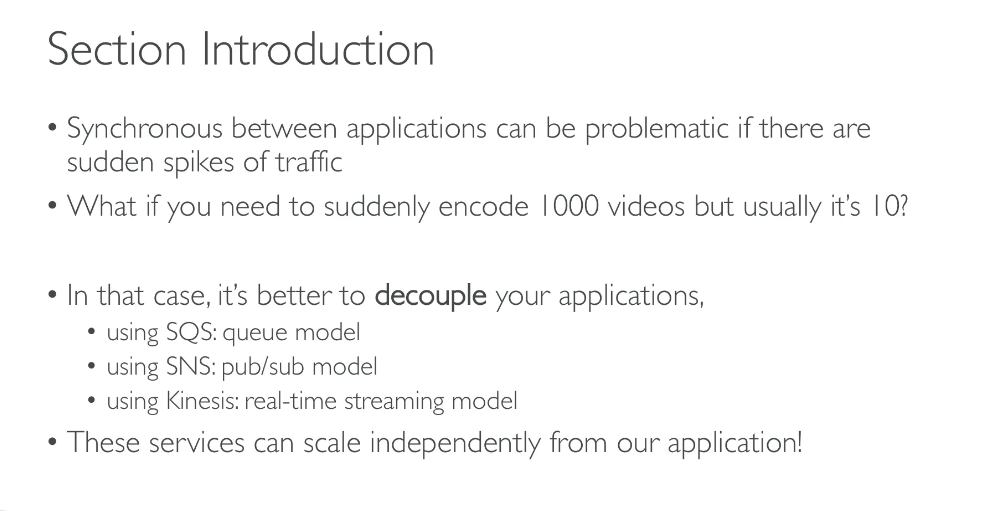 Section Introduction
• Synchronous between applications can be problematic if there are
sudden spikes of traffic
• What if you need to suddenly encode 1000 videos but usually it's 10?
• In that case, it's better to decouple your applications,
• using SQS: queue model
• using SNS: pub/sub model
• using Kinesis: real-time streaming model
• These services can scale independently from our application!